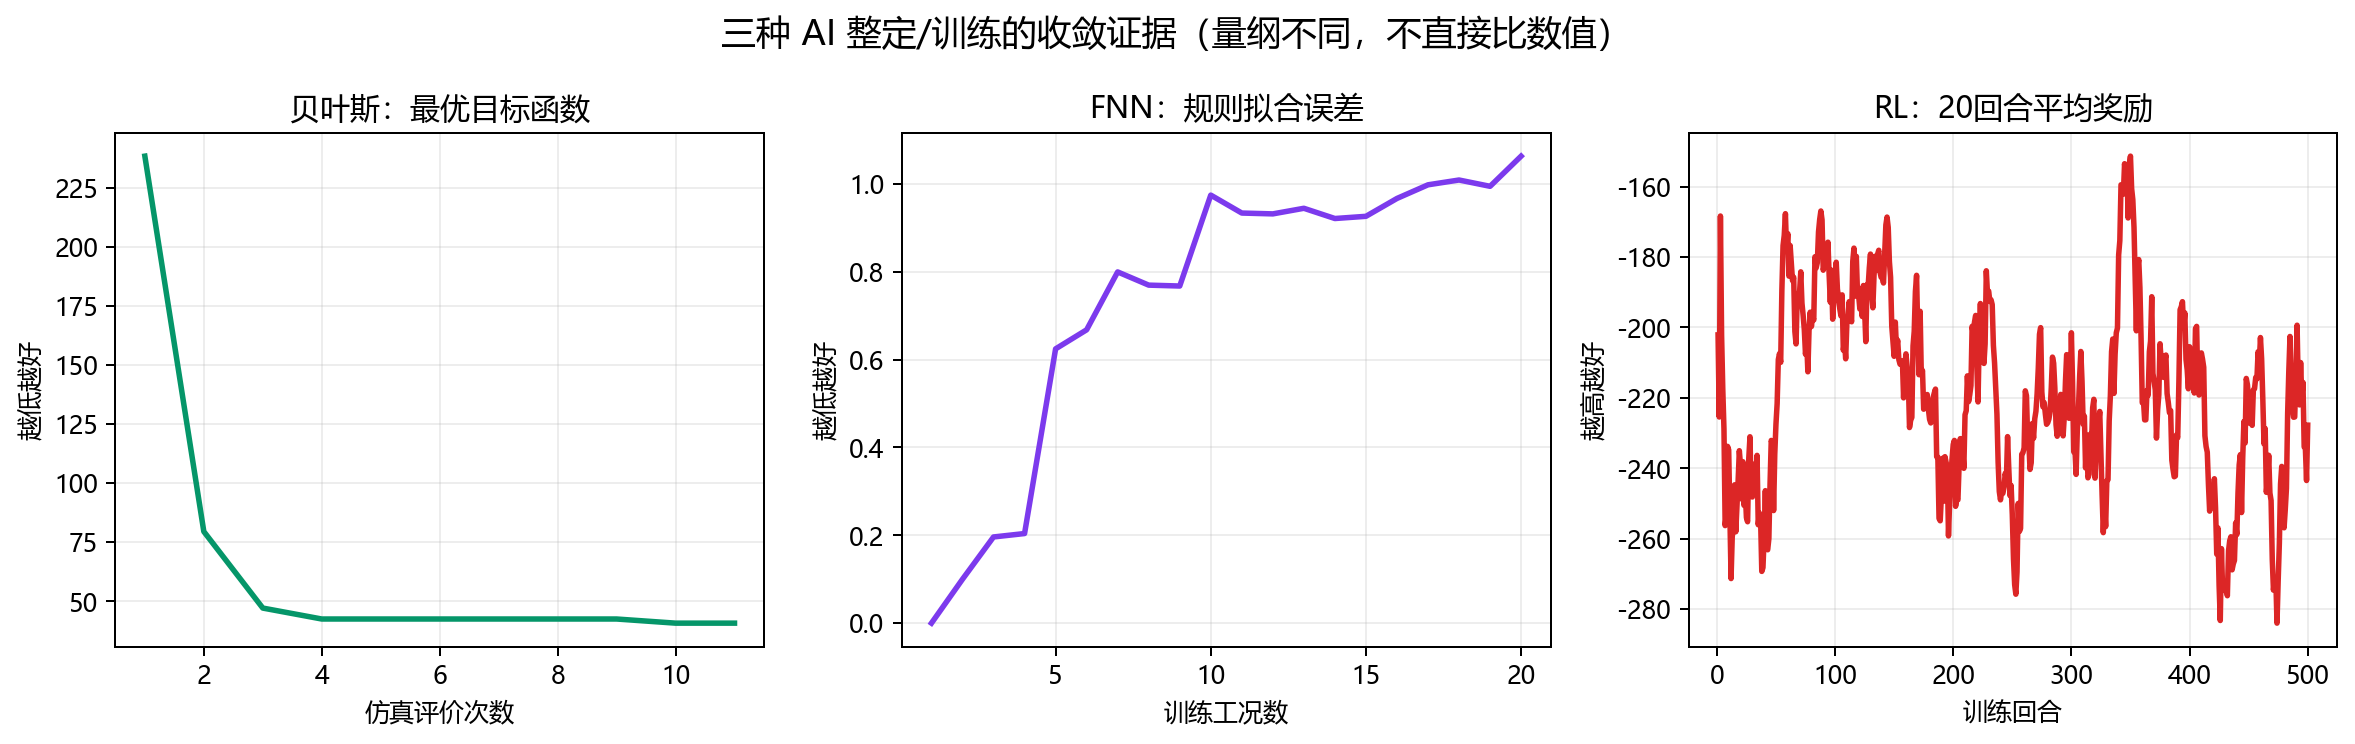 三种 AI 整定/训练的收敛证据（量纲不同，不直接比数值）
贝叶斯：最优目标函数
越低越好
225
200
175
150
125
100
75
50
2 4 6 8 10
仿真评价次数
FNN：规则拟合误差
越低越好
1.0
0.8
0.6
0.4
0.2
0.0
5 10 15 20
训练工况数
RL：20回合平均奖励
越高越好
-160
-180
-200
-220
-240
-260
-280
0 100 200 300 400 500
训练回合